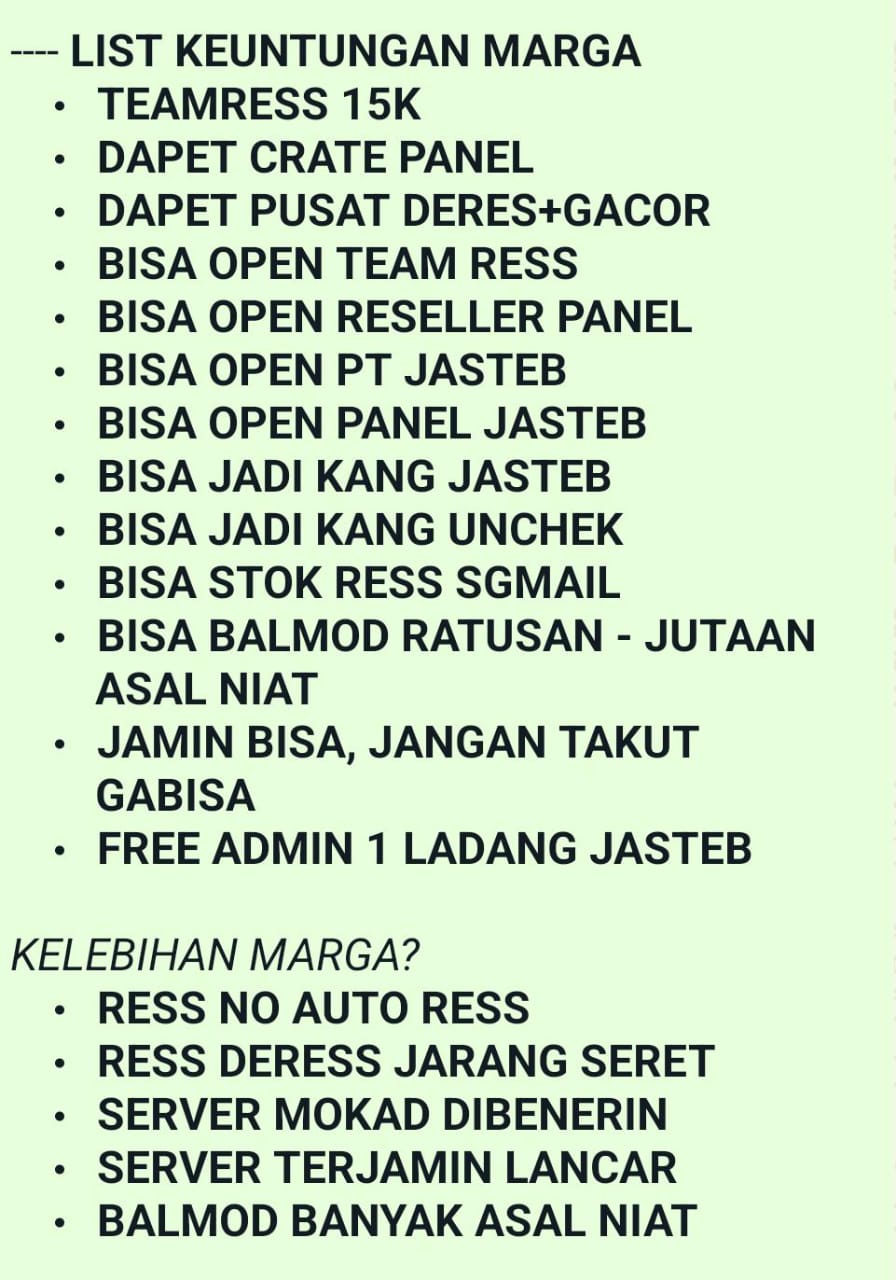 ---- LIST KEUNTUNGAN MARGA
• TEAMRESS 15K
• DAPET CRATE PANEL
• DAPET PUSAT DERES+GACOR
• BISA OPEN TEAM RESS
• BISA OPEN RESELLER PANEL
• BISA OPEN PT JASTEB
• BISA OPEN PANEL JASTEB
• BISA JADI KANG JASTEB
• BISA JADI KANG UNCHEK
• BISA STOK RESS SGMAIL
• BISA BALMOD RATUSAN - JUTAAN
ASAL NIAT
• JAMIN BISA, JANGAN TAKUT
GABISA
• FREE ADMIN 1 LADANG JASTEB
KELEBIHAN MARGA?
• RESS NO AUTO RESS
• RESS DERESS JARANG SERET
• SERVER MOKAD DIBENERIN
• SERVER TERJAMIN LANCAR
• BALMOD BANYAK ASAL NIAT